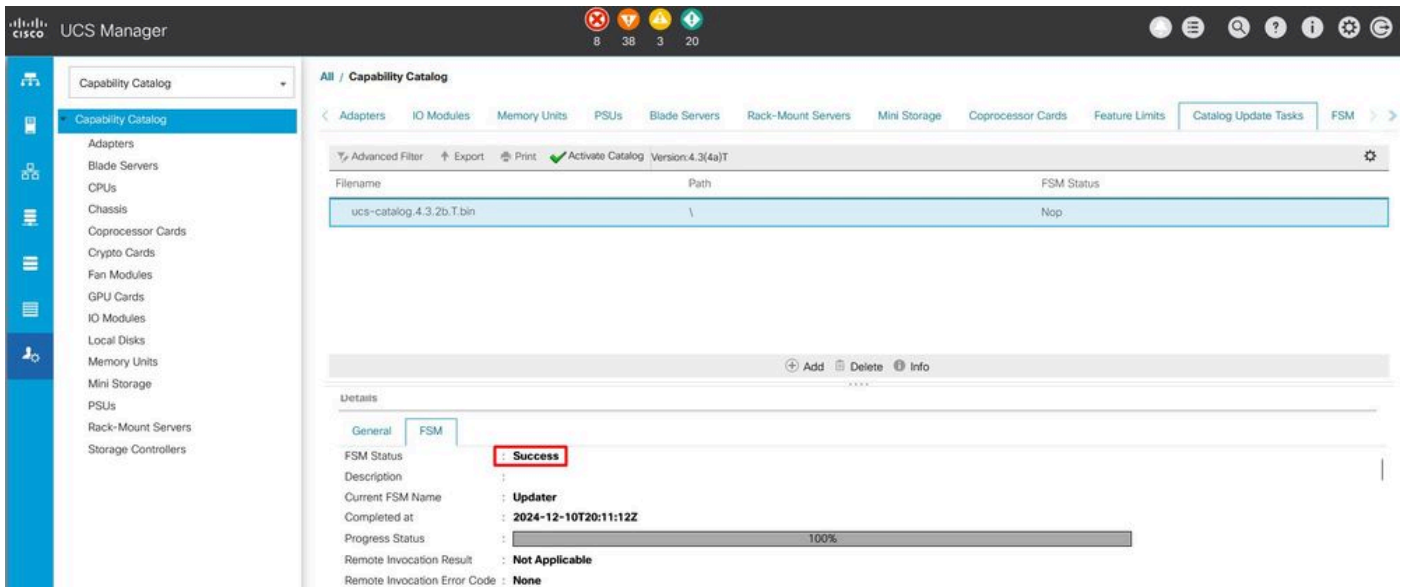 CISCO UCS Manager
8 38 3 20
Capability Catalog
All / Capability Catalog
Capability Catalog
Adapters
Blade Servers
CPUs
Chassis
Coprocessor Cards
Crypto Cards
Fan Modules
GPU Cards
IO Modules
Local Disks
Memory Units
Mini Storage
PSUs
Rack-Mount Servers
Storage Controllers
Adapters IO Modules Memory Units PSUs Blade Servers Rack-Mount Servers Mini Storage Coprocessor Cards Feature Limits Catalog Update Tasks FSM
Advanced Filter Export Print Activate Catalog Version:4.3(4a)T
Filename Path FSM Status
ucs-catalog.4.3.2b.T.bin \ Nop
Add Delete Info
Details
General FSM
FSM Status : Success
Description :
Current FSM Name : Updater
Completed at : 2024-12-10T20:11:12Z
Progress Status : 100%
Remote Invocation Result : Not Applicable
Remote Invocation Error Code : None